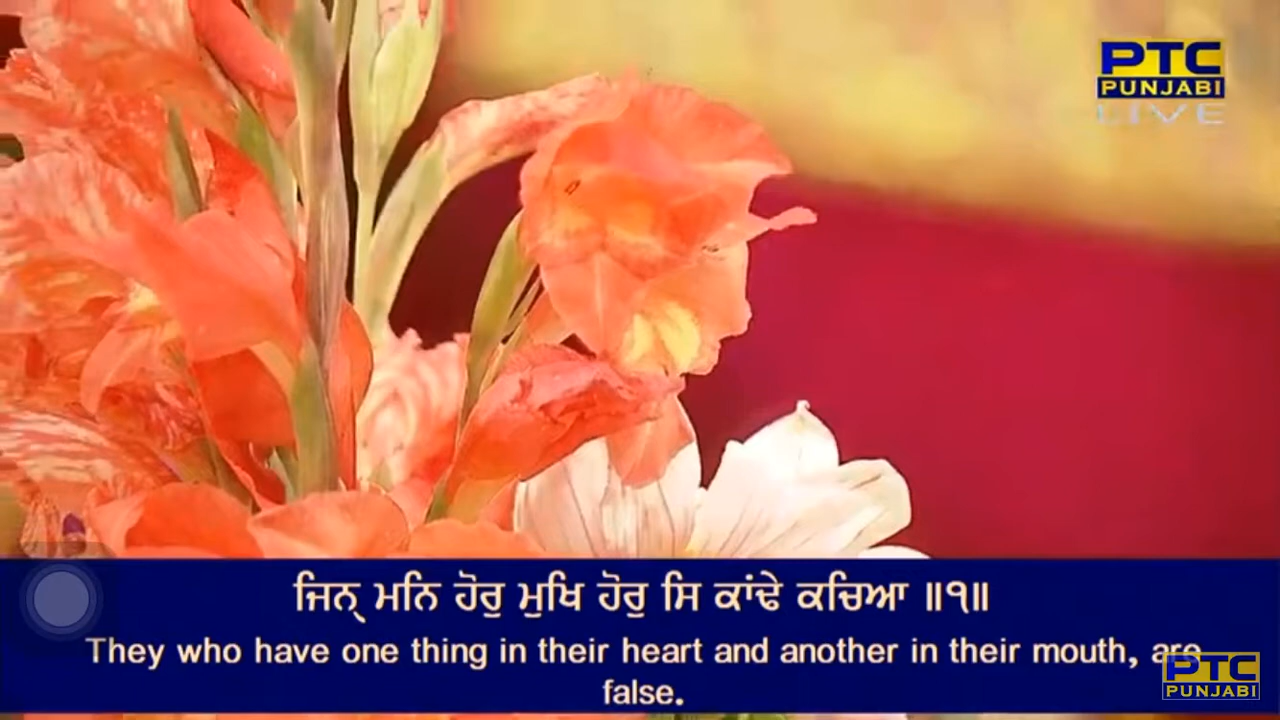 PTC
PUNJABI
LIVE
ਜਿਨ੍ ਮਨਿ ਹੋਰੁ ਮੁਖਿ ਹੋਰੁ ਸਿ ਕਾਂਢੇ ਕਚਿਆ ॥੧॥
They who have one thing in their heart and another in their mouth, are
false.
PTC
PUNJABI